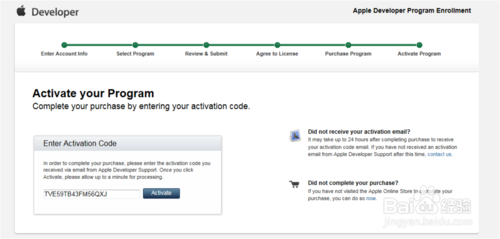 Developer
Apple Developer Program Enrollment
Enter Account Info
Select Program
Review & Submit
Agree to License
Purchase Program
Activate Program
Activate your Program
Complete your purchase by entering your activation code.
Enter Activation Code
In order to complete your purchase, please enter the activation code you
received via email from Apple Developer Support. Once you click
Activate, please allow up to a minute for processing.
TVE59TB43FM56QXJ
Activate
Did not receive your activation email?
It may take up to 24 hours after completing purchase to receive
your activation code email. If you have not received an activation
email from Apple Developer Support after this time, contact us.
Did not complete your purchase?
If you have not visited the Apple Online Store to complete your
purchase, you can do so now.
Bai 经验